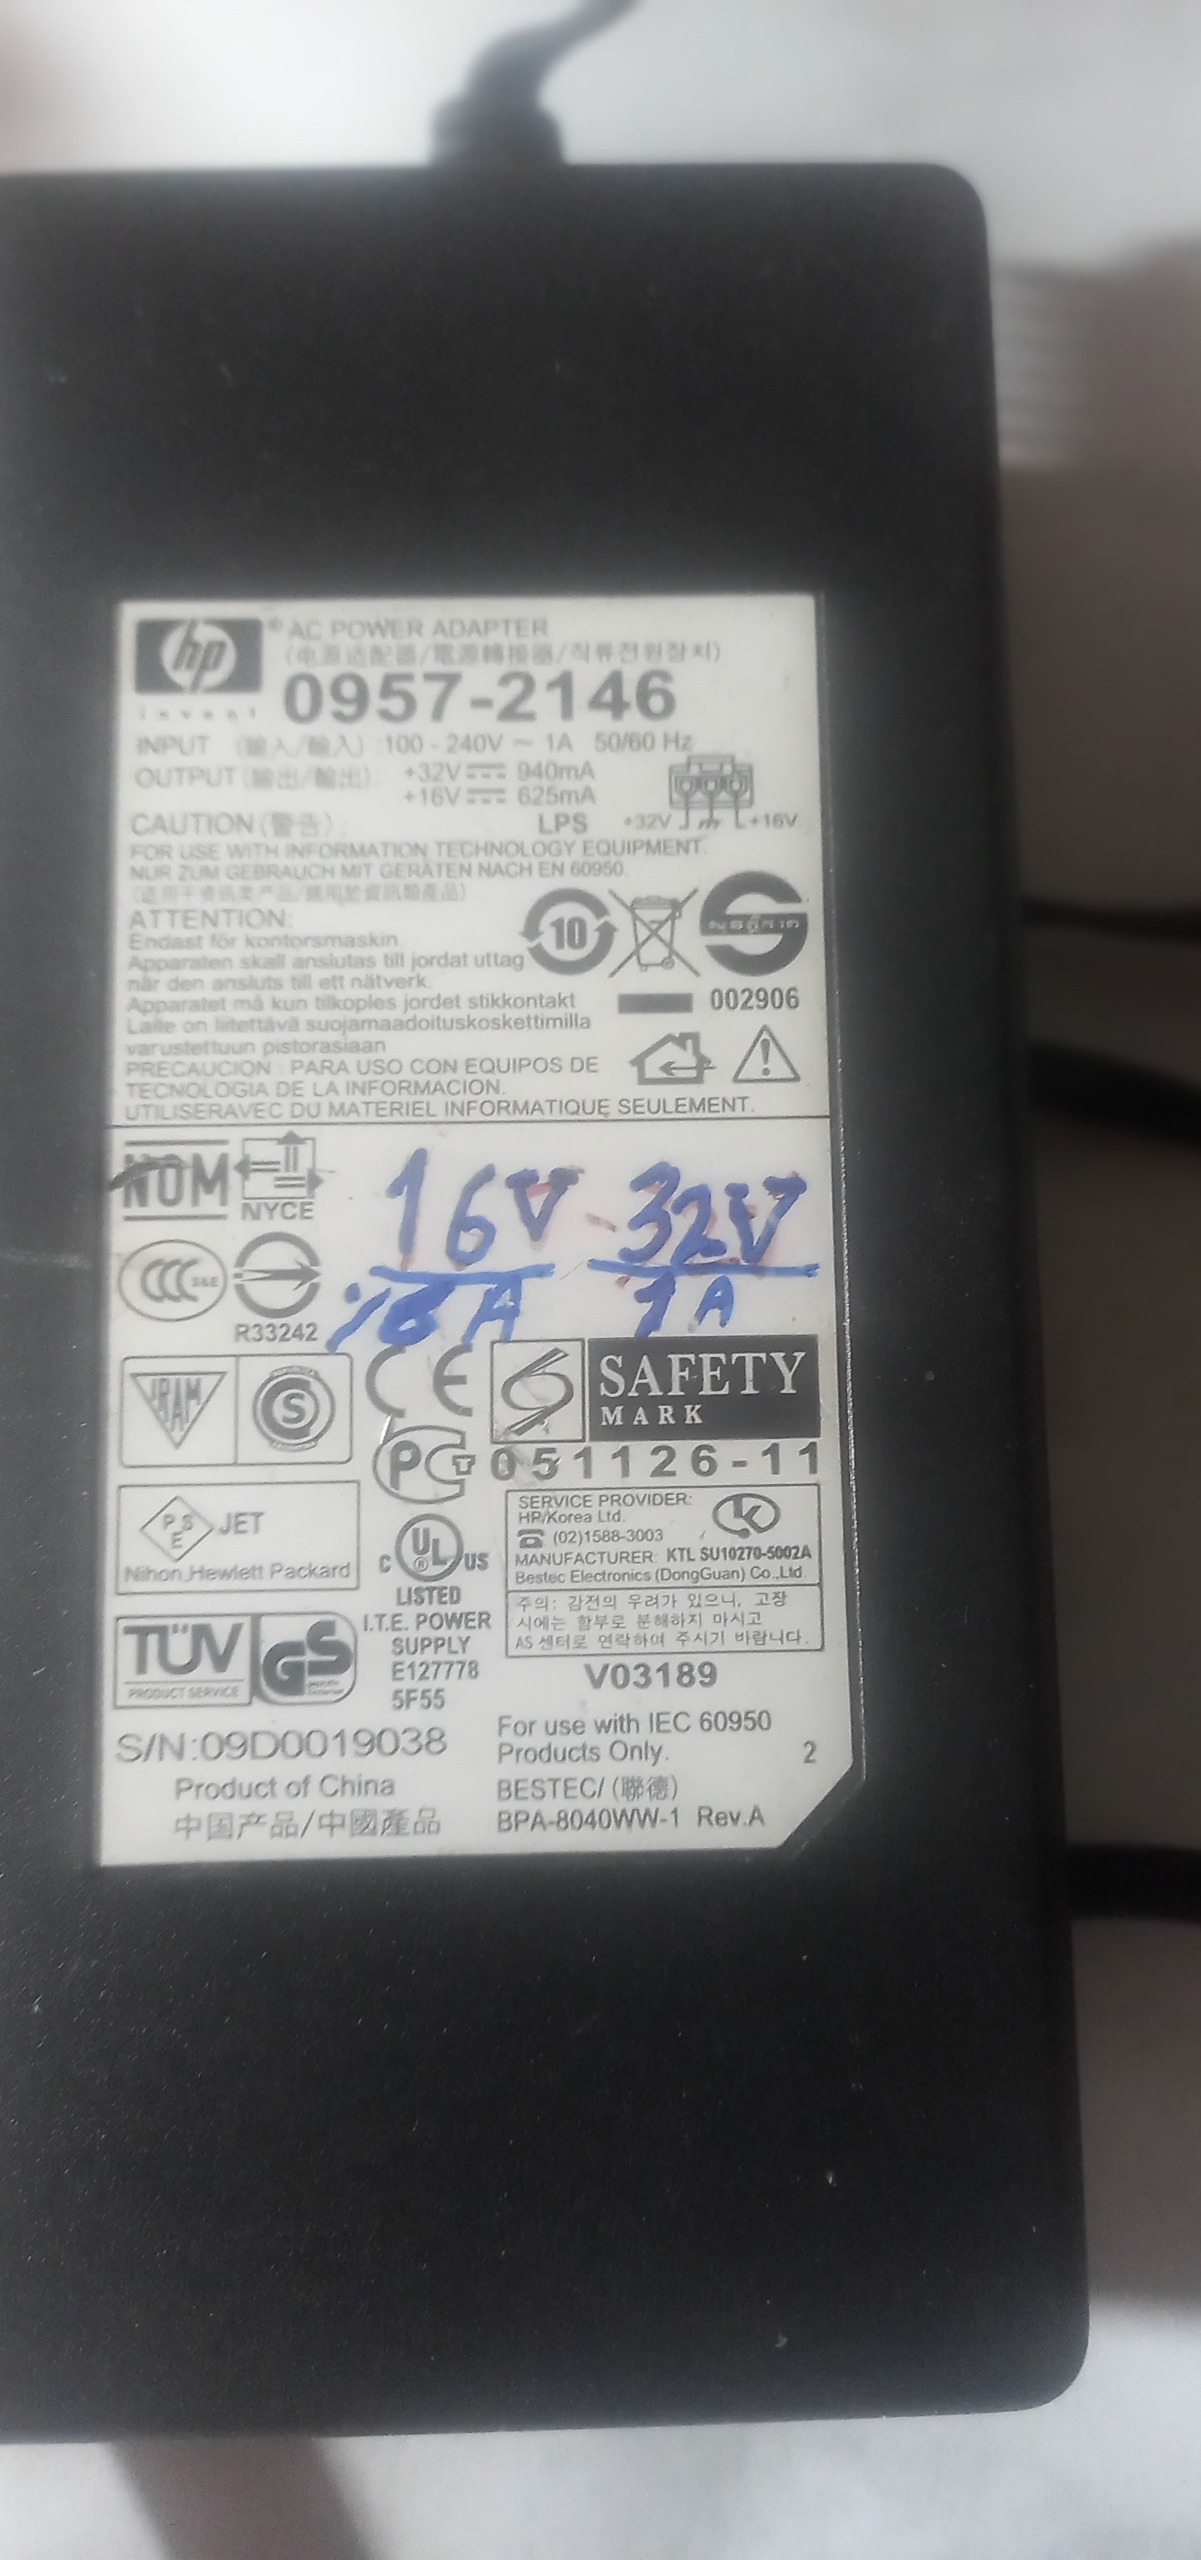 hp
invent
® AC POWER ADAPTER
(电源适配器/電源轉接器/직류전원장치)
0957-2146
INPUT (输入/輸入) :100 - 240V ~ 1A 50/60 Hz
OUTPUT (输出/輸出): +32V 940mA
+16V 625mA
LPS +32V +16V
CAUTION (警告):
FOR USE WITH INFORMATION TECHNOLOGY EQUIPMENT.
NUR ZUM GEBRAUCH MIT GERÄTEN NACH EN 60950.
ATTENTION:
Endast för kontorsmaskin.
Apparaten skall anslutas till jordat uttag
när den ansluts till ett nätverk.
Apparatet må kun tilkoples jordet stikkontakt
Laite on liitettävä suojamaadoituskoskettimilla
varustettuun pistorasiaan
10
002906
PRECAUCION : PARA USO CON EQUIPOS DE
TECNOLOGIA DE LA INFORMACION.
UTILISERAVEC DU MATERIEL INFORMATIQUE SEULEMENT.
NOM
NYCE
16V 32V
A 1A
CCC S&E
R33242
IRAM
S
CE
SAFETY
MARK
PCT
051126-11
PSE JET
Nihon Hewlett Packard
C UL ® US
LISTED
I.T.E. POWER
SUPPLY
E127778
5F55
SERVICE PROVIDER:
HP/Korea Ltd.
☎ (02)1588-3003
MANUFACTURER: KTL SU10270-5002A
Bestec Electronics (DongGuan) Co.,Ltd
주의: 감전의 우려가 있으니, 고장
시에는 함부로 분해하지 마시고
AS 센터로 연락하여 주시기 바랍니다.
TÜV
PRODUCT SERVICE
GS
V03189
S/N:09D0019038
For use with IEC 60950
Products Only.
2
Product of China
中国产品/中國產品
BESTEC/ (聯德)
BPA-8040WW-1 Rev.A